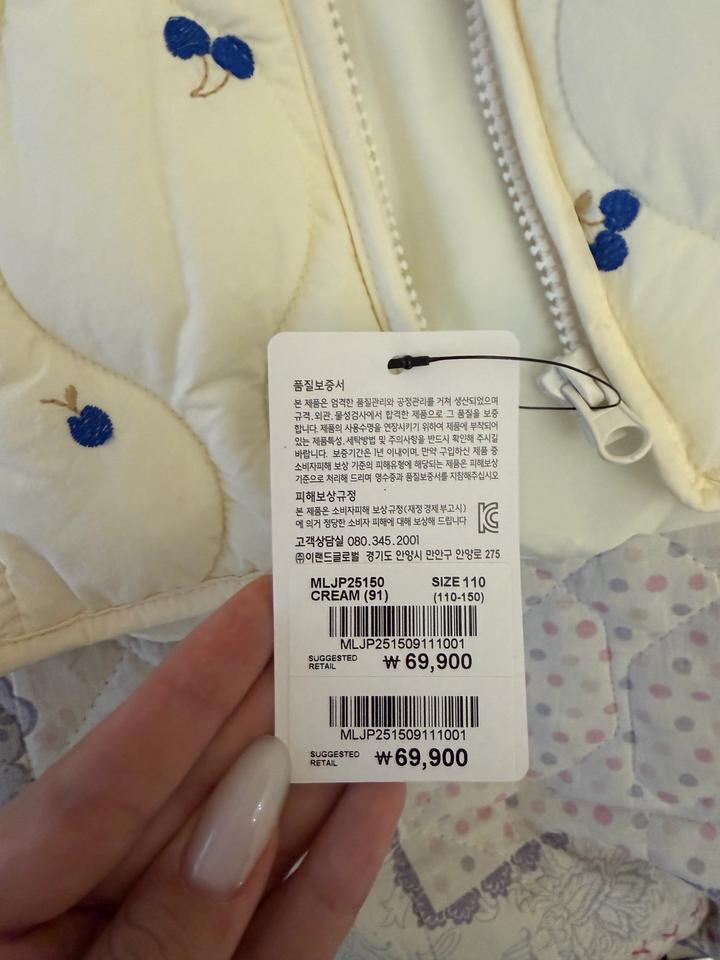 품질보증서
본 제품은 엄격한 품질관리와 공정관리를 거쳐 생산되었으며
규격.외관.물성검사에서 합격한 제품으로 그 품질을 보증
합니다. 제품의 사용수명을 연장시키기 위하여 제품에 부착되어
있는 제품특성.세탁방법 및 주의사항을 반드시 확인해 주시길
바랍니다. 보증기간은 1년 이내이며, 만약 구입하신 제품 중
소비자피해 보상 기준의 피해유형에 해당되는 제품은 피해보상
기준으로 처리해 드리며 영수증과 품질보증서를 지참해주십시오
피해보상규정
본 제품은 소비자피해 보상규정(재정경제부고시)
에 의거 정당한 소비자 피해에 대해 보상해 드립니다
고객상담실 080.345.2001
㈜이랜드글로벌 경기도 안양시 만안구 안양로 275
MLJP25150 SIZE 110
CREAM (91) (110-150)
MLJP251509111001
SUGGESTED RETAIL ₩ 69,900
MLJP251509111001
SUGGESTED RETAIL ₩69,900